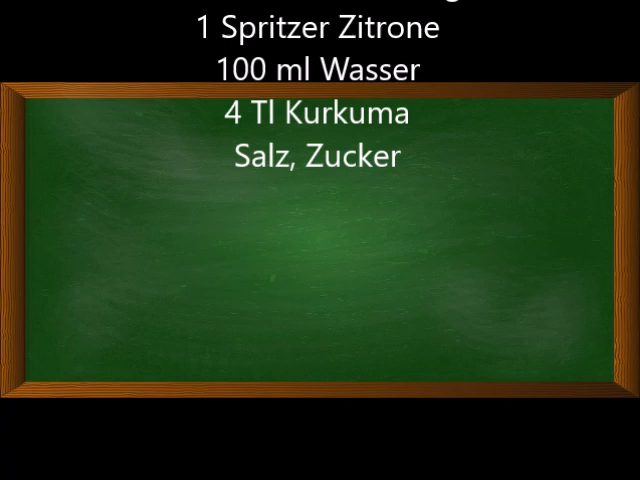 1 Spritzer Zitrone
100 ml Wasser
4 Tl Kurkuma
Salz, Zucker